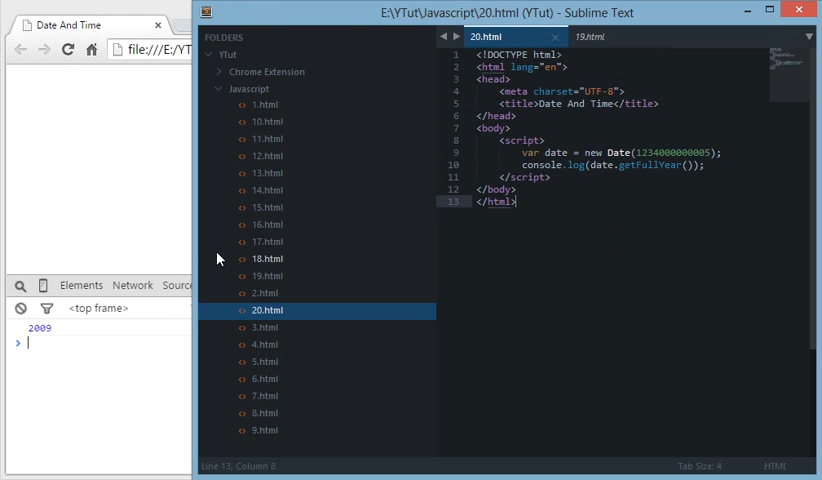 Date And Time
file:///E:/YT
Elements Network Source
<top frame>
2009
E:\YTut\Javascript\20.html (YTut) - Sublime Text
FOLDERS
YTut
Chrome Extension
Javascript
1.html
10.html
11.html
12.html
13.html
14.html
15.html
16.html
17.html
18.html
19.html
2.html
20.html
3.html
4.html
5.html
6.html
7.html
8.html
9.html
20.html 19.html
1 <!DOCTYPE html>
2 <html lang="en">
3 <head>
4 <meta charset="UTF-8">
5 <title>Date And Time</title>
6 </head>
7 <body>
8 <script>
9 var date = new Date(1234000000005);
10 console.log(date.getFullYear());
11 </script>
12 </body>
13 </html>
Line 13, Column 8
Tab Size: 4 HTML